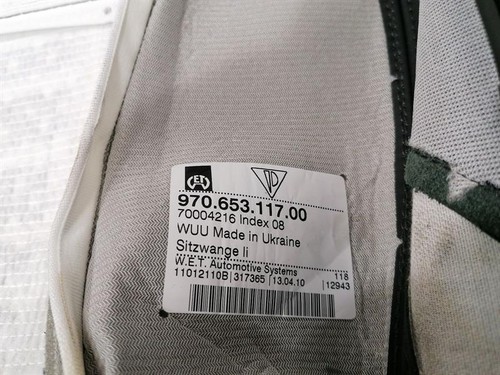 970.653.117.00
70004216 Index 08
WUU Made in Ukraine
Sitzwange li
W.E.T. Automotive Systems
118
11012110B |317365 |13.04.10 |12943